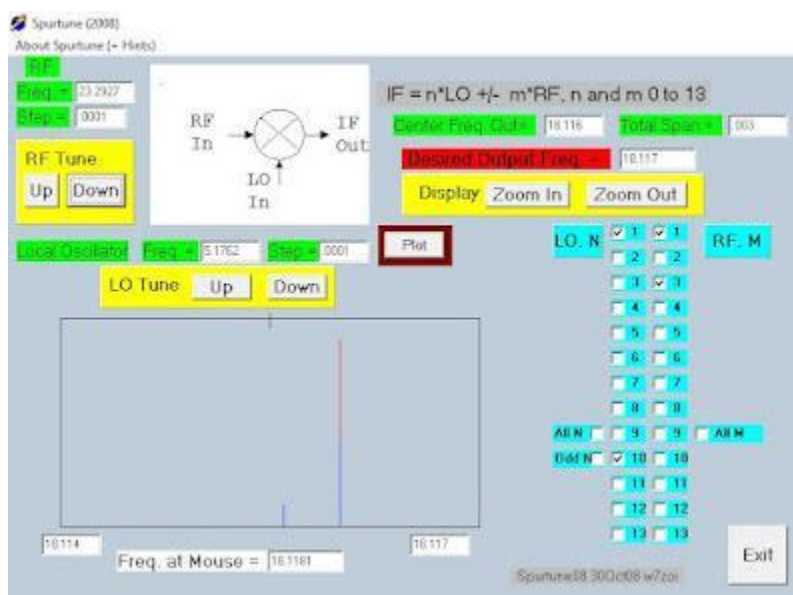 Spurtune (2008)
About Spurtune (+ Hints)
RF.
Freq. = 23.2927
Step = .0001
RF Tune
Up Down
RF
In
IF
Out
LO
In
IF = n*LO +/- m*RF, n and m 0 to 13
Center Freq. Out= 18.116 Total Span = .003
Desired Output Freq. = 18.117
Display Zoom In Zoom Out
Local Oscillator Freq. = 5.1762 Step = .0001
Plot
LO Tune Up Down
LO, N 1 1 RF, M
2 2
3 3
4 4
5 5
6 6
7 7
8 8
All N 9 9 All M
Odd N 10 10
11 11
12 12
13 13
18.114 18.117
Freq. at Mouse = 18.1181
Spurtune08 30Oct08 w7zoi
Exit